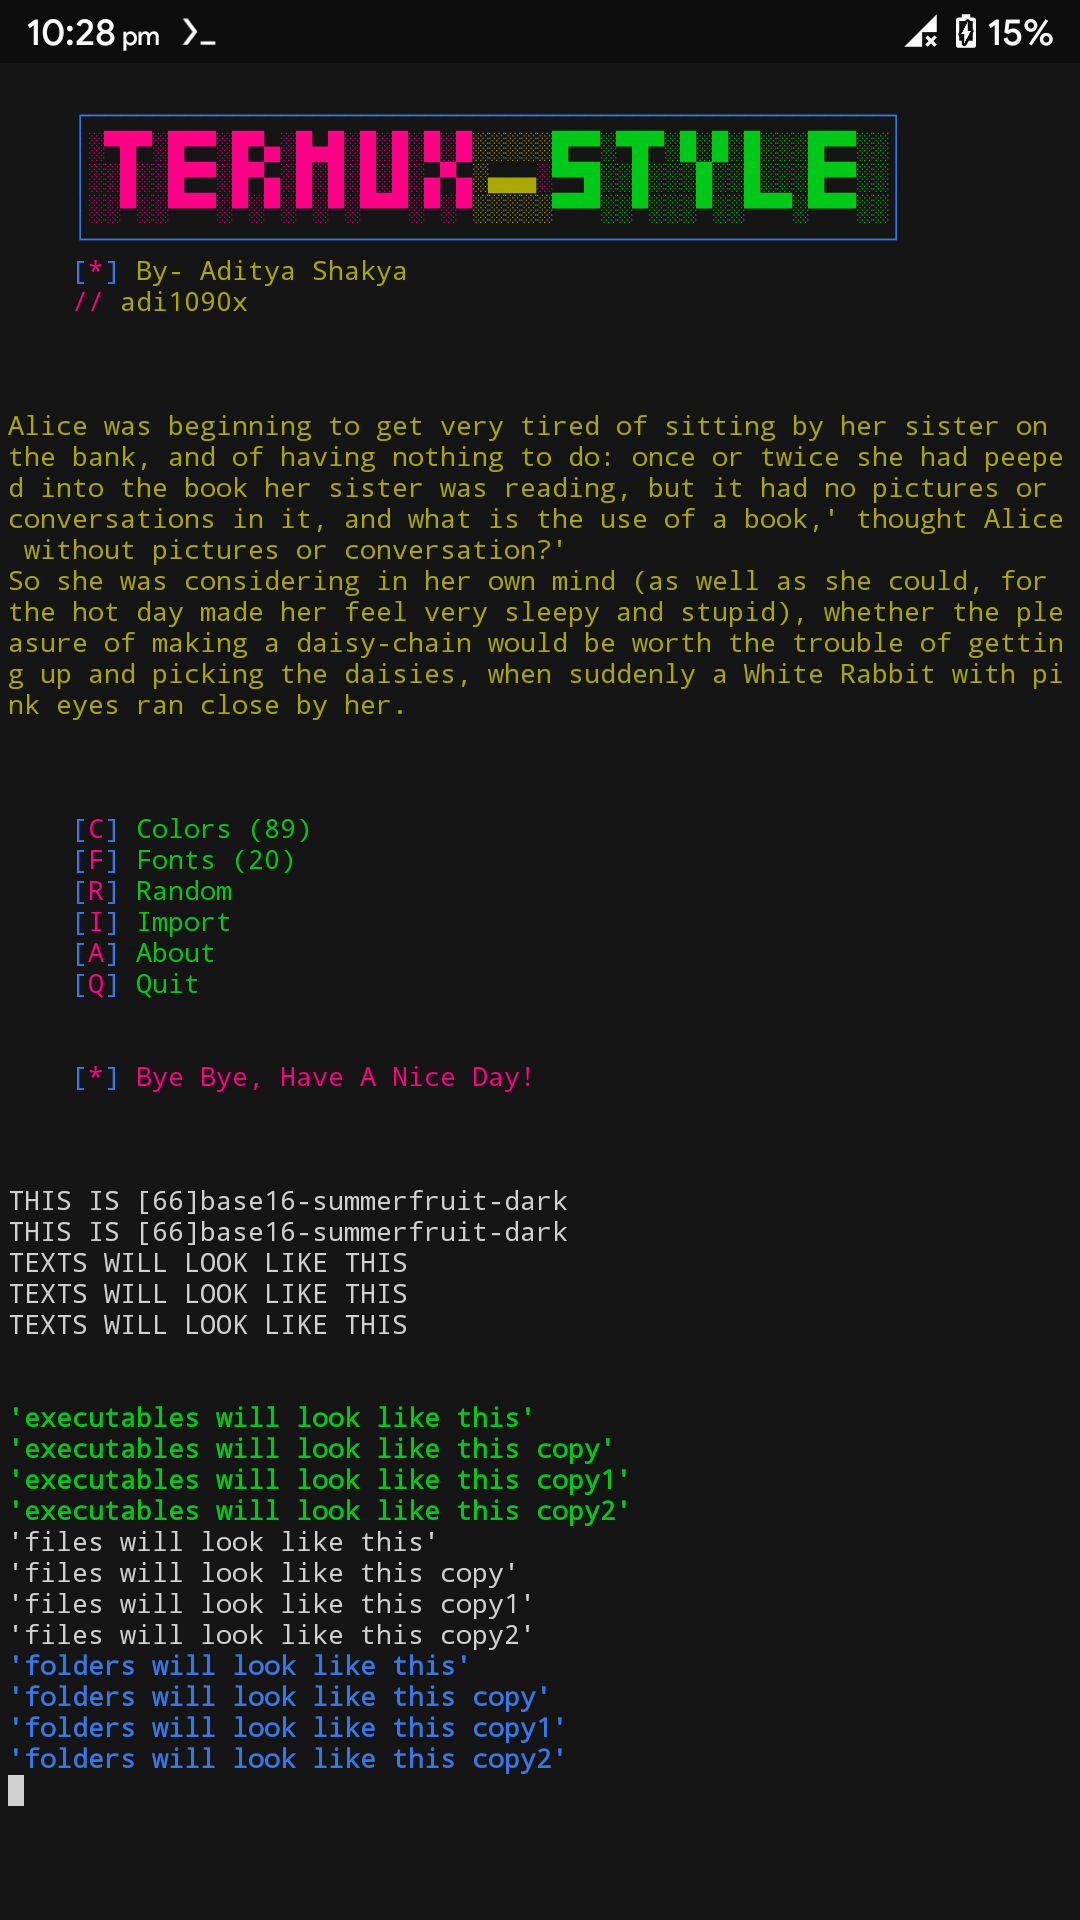 10:28 pm 15%
TERMUX-STYLE
[*] By- Aditya Shakya
// adi1090x
Alice was beginning to get very tired of sitting by her sister on
the bank, and of having nothing to do: once or twice she had peepe
d into the book her sister was reading, but it had no pictures or
conversations in it, and what is the use of a book,' thought Alice
without pictures or conversation?'
So she was considering in her own mind (as well as she could, for
the hot day made her feel very sleepy and stupid), whether the ple
asure of making a daisy-chain would be worth the trouble of gettin
g up and picking the daisies, when suddenly a White Rabbit with pi
nk eyes ran close by her.
[C] Colors (89)
[F] Fonts (20)
[R] Random
[I] Import
[A] About
[Q] Quit
[*] Bye Bye, Have A Nice Day!
THIS IS [66]base16-summerfruit-dark
THIS IS [66]base16-summerfruit-dark
TEXTS WILL LOOK LIKE THIS
TEXTS WILL LOOK LIKE THIS
TEXTS WILL LOOK LIKE THIS
'executables will look like this'
'executables will look like this copy'
'executables will look like this copy1'
'executables will look like this copy2'
'files will look like this'
'files will look like this copy'
'files will look like this copy1'
'files will look like this copy2'
'folders will look like this'
'folders will look like this copy'
'folders will look like this copy1'
'folders will look like this copy2'